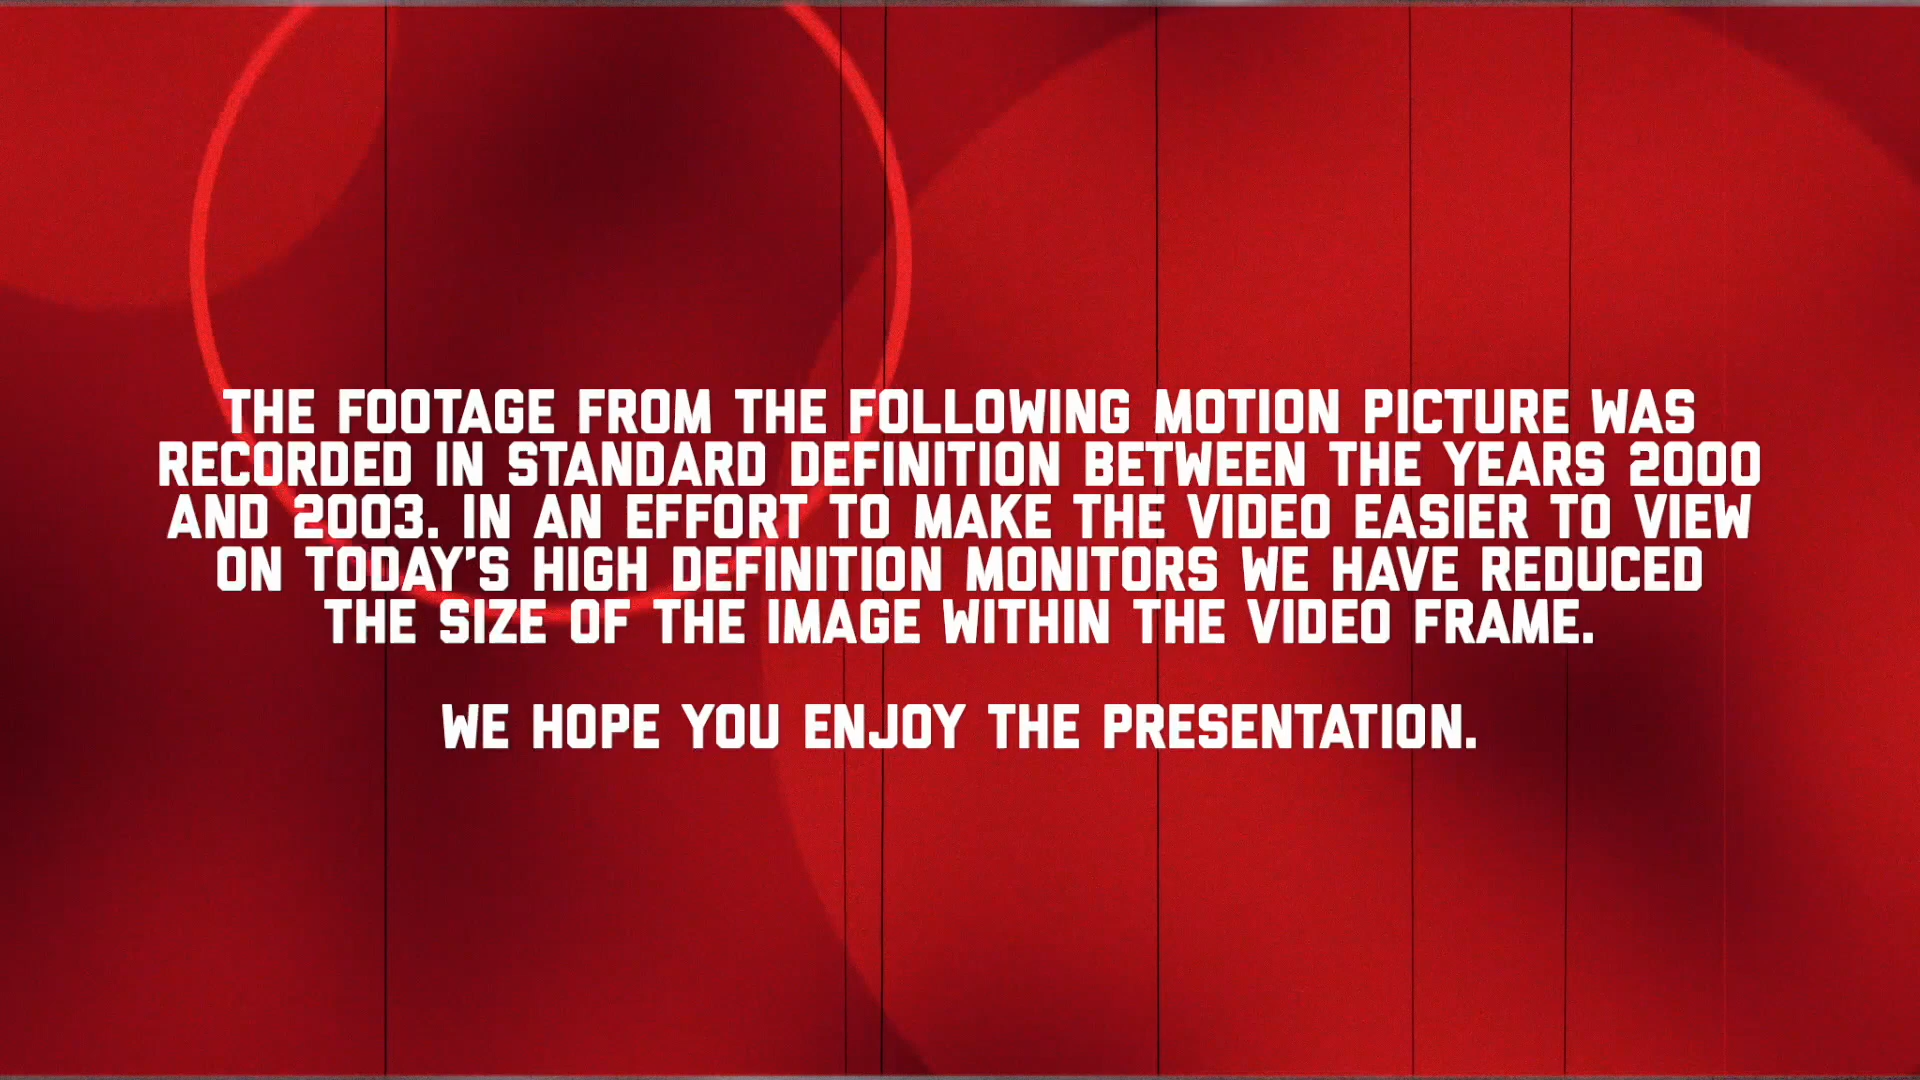 THE FOOTAGE FROM THE FOLLOWING MOTION PICTURE WAS
RECORDED IN STANDARD DEFINITION BETWEEN THE YEARS 2000
AND 2003. IN AN EFFORT TO MAKE THE VIDEO EASIER TO VIEW
ON TODAY'S HIGH DEFINITION MONITORS WE HAVE REDUCED
THE SIZE OF THE IMAGE WITHIN THE VIDEO FRAME.
WE HOPE YOU ENJOY THE PRESENTATION.